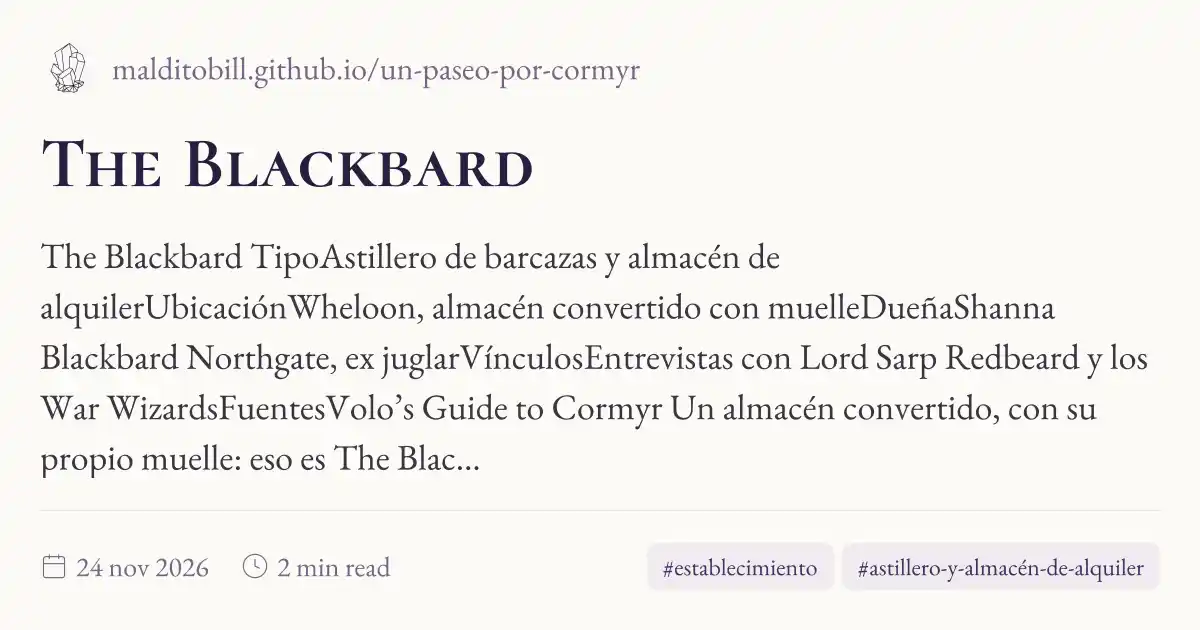 malditobill.github.io/un-paseo-por-cormyr
The Blackbard
The Blackbard TipoAstillero de barcazas y almacén de
alquilerUbicaciónWheloon, almacén convertido con muelleDueñaShanna
Blackbard Northgate, ex juglarVínculosEntrevistas con Lord Sarp Redbeard y los
War WizardsFuentesVolo’s Guide to Cormyr Un almacén convertido, con su
propio muelle: eso es The Blac...
24 nov 2026
2 min read
#establecimiento
#astillero-y-almacén-de-alquiler